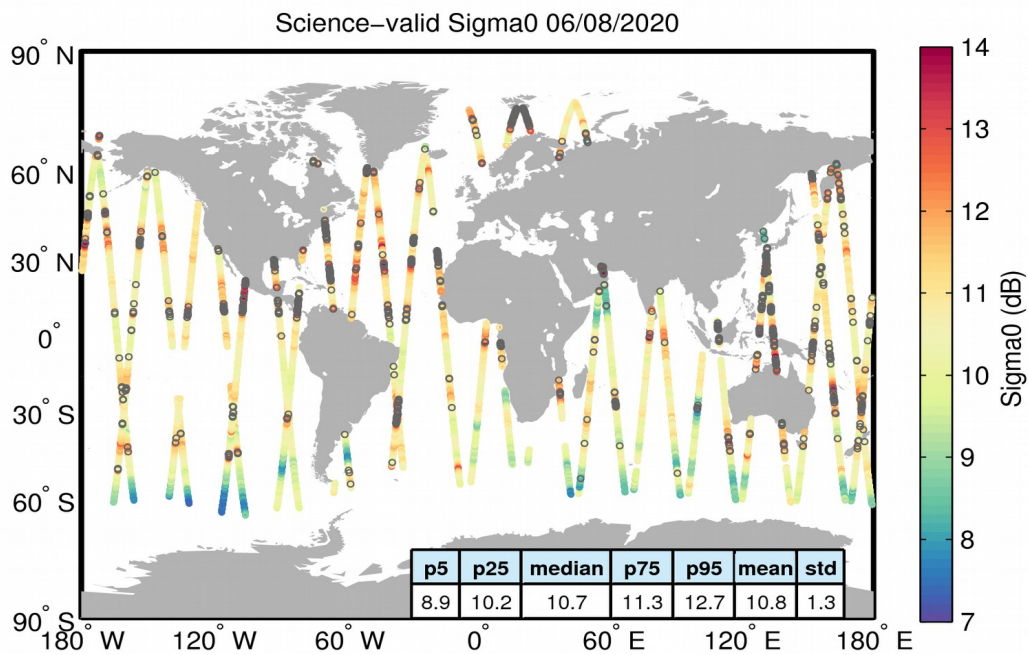 Science−valid Sigma0 06/08/2020
90° N
60° N
30° N
0°
30° S
60° S
90° S
180° W
120° W
60° W
0°
60° E
120° E
180° E
14
13
12
11
10
9
8
7
Sigma0 (dB)
p5 p25 median p75 p95 mean std
8.9 10.2 10.7 11.3 12.7 10.8 1.3